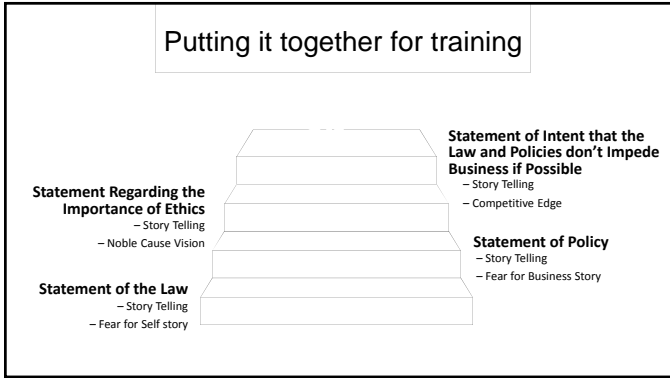 Putting it together for training
Statement of Intent that the
Law and Policies don’t Impede
Business if Possible
– Story Telling
– Competitive Edge
Statement Regarding the
Importance of Ethics
– Story Telling
– Noble Cause Vision
Statement of Policy
– Story Telling
– Fear for Business Story
Statement of the Law
– Story Telling
– Fear for Self story